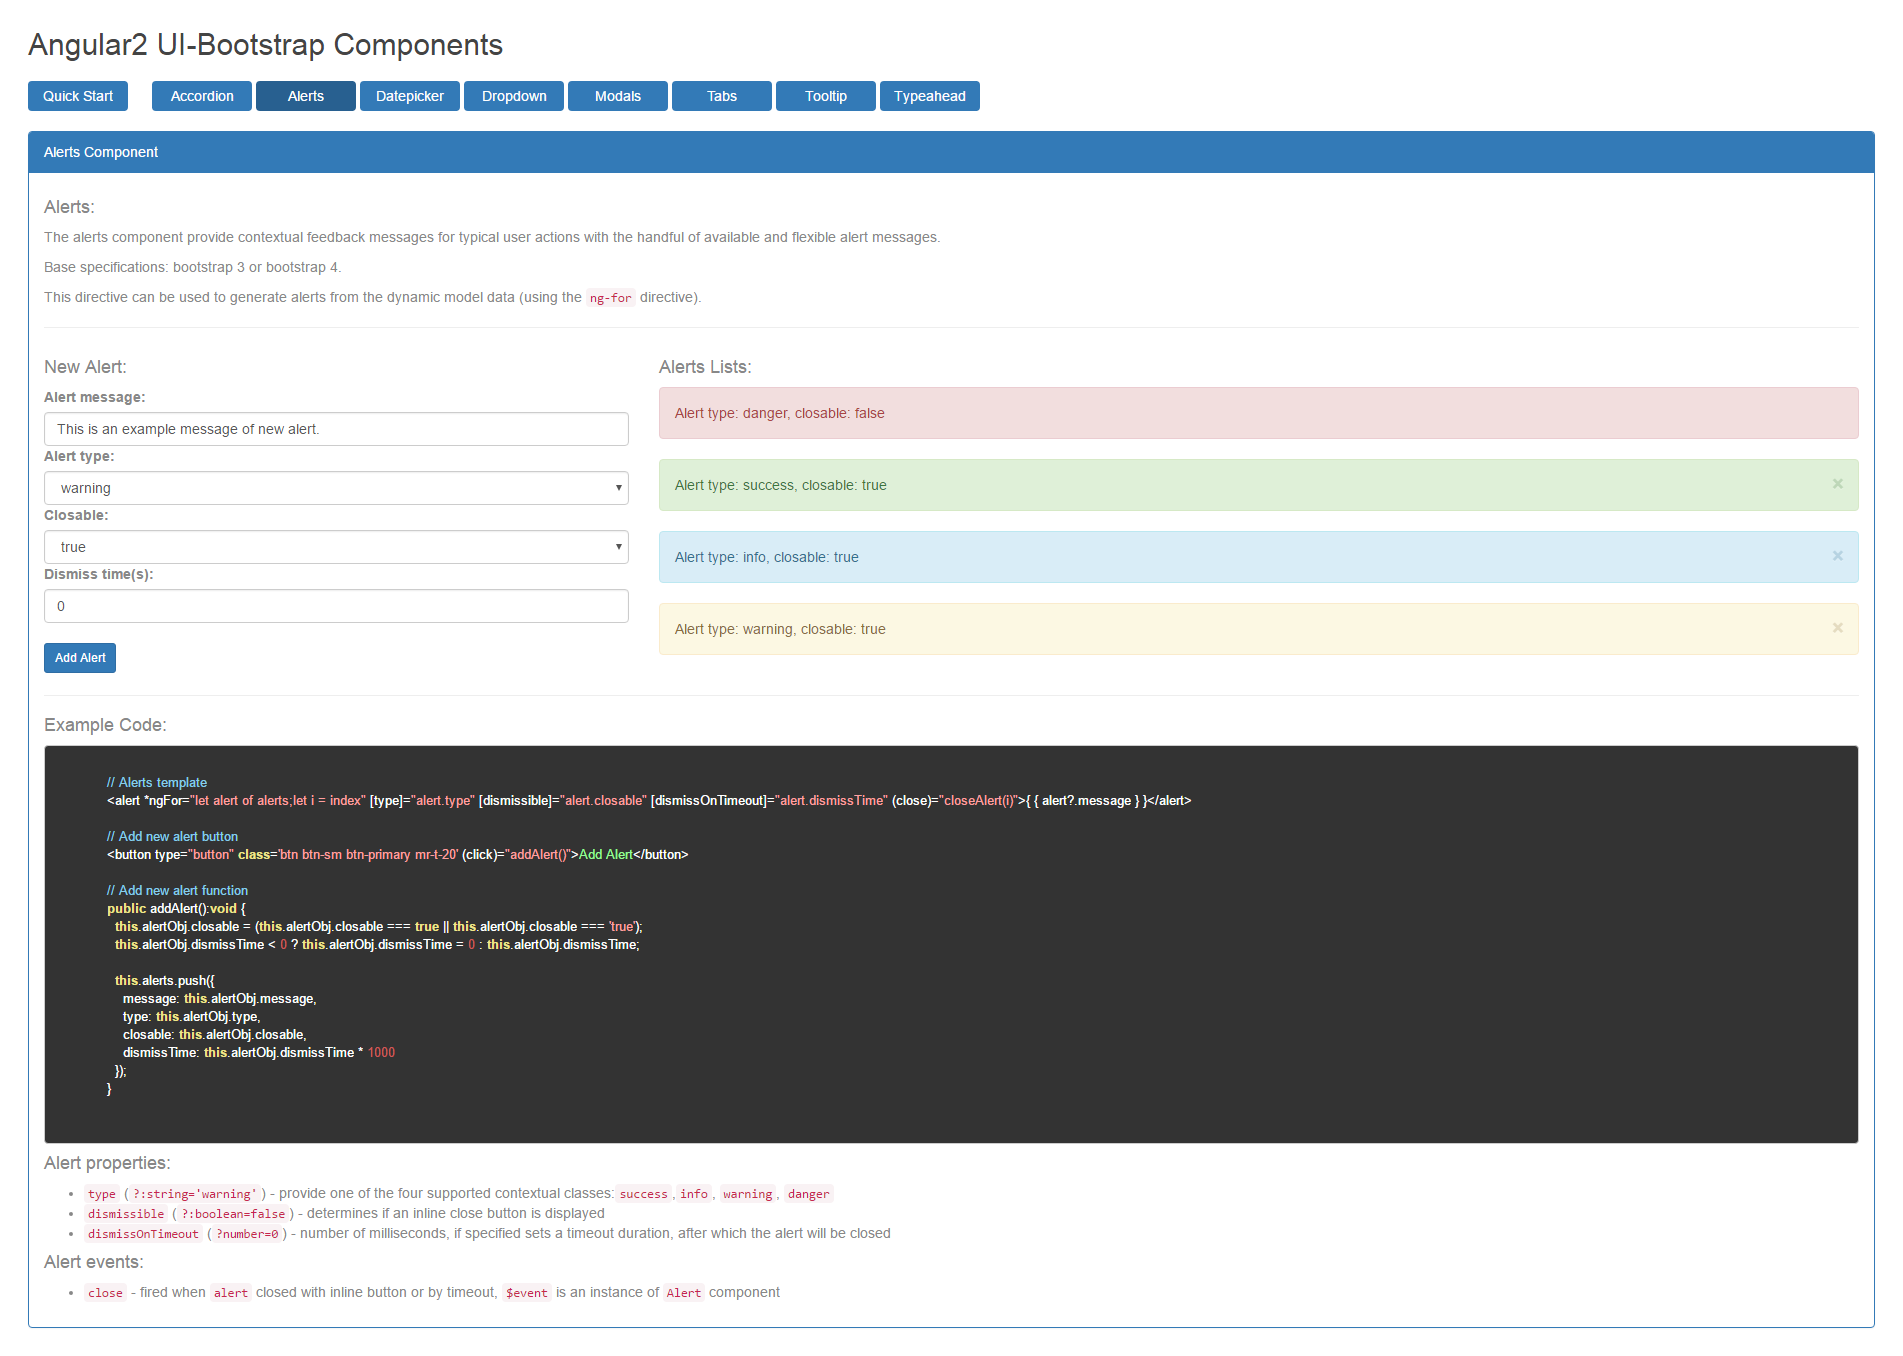 Angular2 UI-Bootstrap Components
Quick Start Accordion Alerts Datepicker Dropdown Modals Tabs Tooltip Typeahead
Alerts Component
Alerts:
The alerts component provide contextual feedback messages for typical user actions with the handful of available and flexible alert messages.
Base specifications: bootstrap 3 or bootstrap 4.
This directive can be used to generate alerts from the dynamic model data (using the ng-for directive).
New Alert:
Alert message:
This is an example message of new alert.
Alert type:
warning
Closable:
true
Dismiss time(s):
0
Add Alert
Alerts Lists:
Alert type: danger, closable: false
Alert type: success, closable: true ×
Alert type: info, closable: true ×
Alert type: warning, closable: true ×
Example Code:
// Alerts template
<alert *ngFor="let alert of alerts;let i = index" [type]="alert.type" [dismissible]="alert.closable" [dismissOnTimeout]="alert.dismissTime" (close)="closeAlert(i)">{ { alert?.message } }</alert>
// Add new alert button
<button type="button" class='btn btn-sm btn-primary mr-t-20' (click)="addAlert()">Add Alert</button>
// Add new alert function
public addAlert():void {
this.alertObj.closable = (this.alertObj.closable === true || this.alertObj.closable === 'true');
this.alertObj.dismissTime < 0 ? this.alertObj.dismissTime = 0 : this.alertObj.dismissTime;
this.alerts.push({
message: this.alertObj.message,
type: this.alertObj.type,
closable: this.alertObj.closable,
dismissTime: this.alertObj.dismissTime * 1000
});
}
Alert properties:
• type ( ?:string='warning' ) - provide one of the four supported contextual classes: success , info , warning , danger
• dismissible ( ?:boolean=false ) - determines if an inline close button is displayed
• dismissOnTimeout ( ?number=0 ) - number of milliseconds, if specified sets a timeout duration, after which the alert will be closed
Alert events:
• close - fired when alert closed with inline button or by timeout, $event is an instance of Alert component